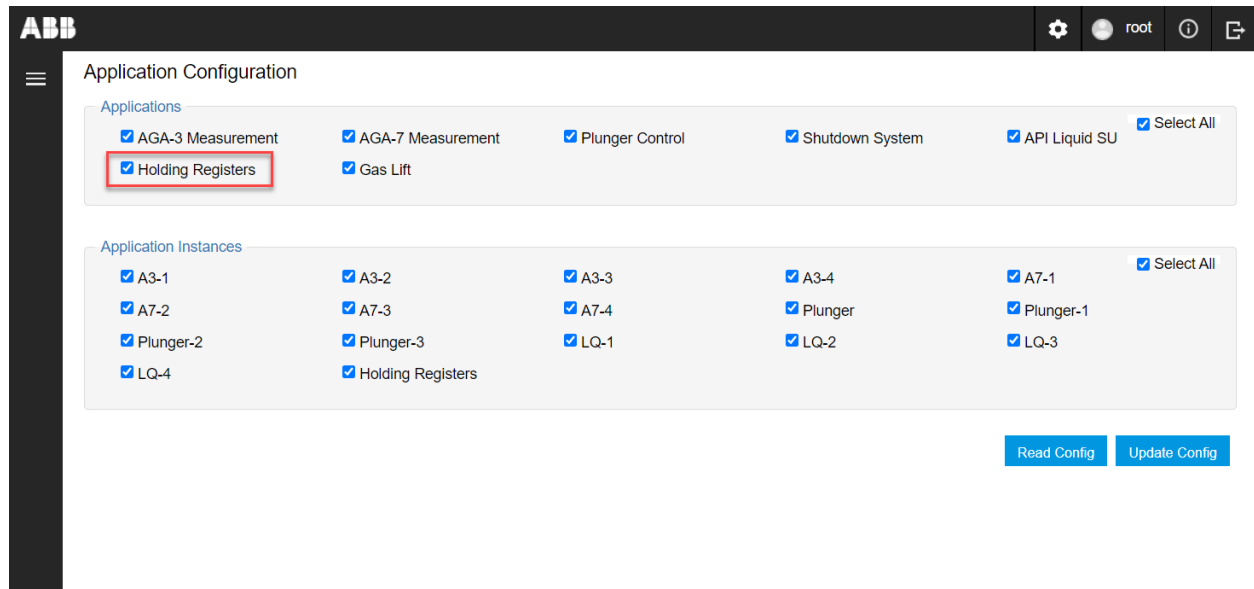 ABB
root
Application Configuration
Applications
AGA-3 Measurement AGA-7 Measurement Plunger Control Shutdown System API Liquid SU Select All
Holding Registers Gas Lift
Application Instances
Select All
A3-1 A3-2 A3-3 A3-4 A7-1
A7-2 A7-3 A7-4 Plunger Plunger-1
Plunger-2 Plunger-3 LQ-1 LQ-2 LQ-3
LQ-4 Holding Registers
Read Config Update Config